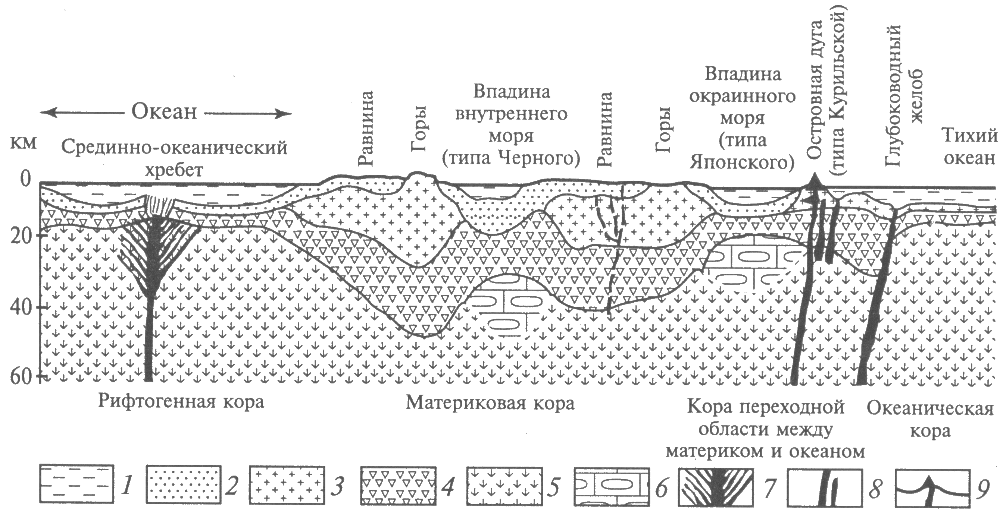 Океан
км
Срединно-океанический
хребет
Равнина
Горы
Впадина
внутреннего
моря
(типа Черного)
Равнина
Горы
Впадина
окраинного
моря
(типа
Японского)
Островная дуга
(типа Курильской)
Глубоководный
желоб
Тихий
океан
0
20
40
60
Рифтогенная кора
Материковая кора
Кора переходной
области между
материком и океаном
Океаническая
кора
1
2
3
4
5
6
7
8
9